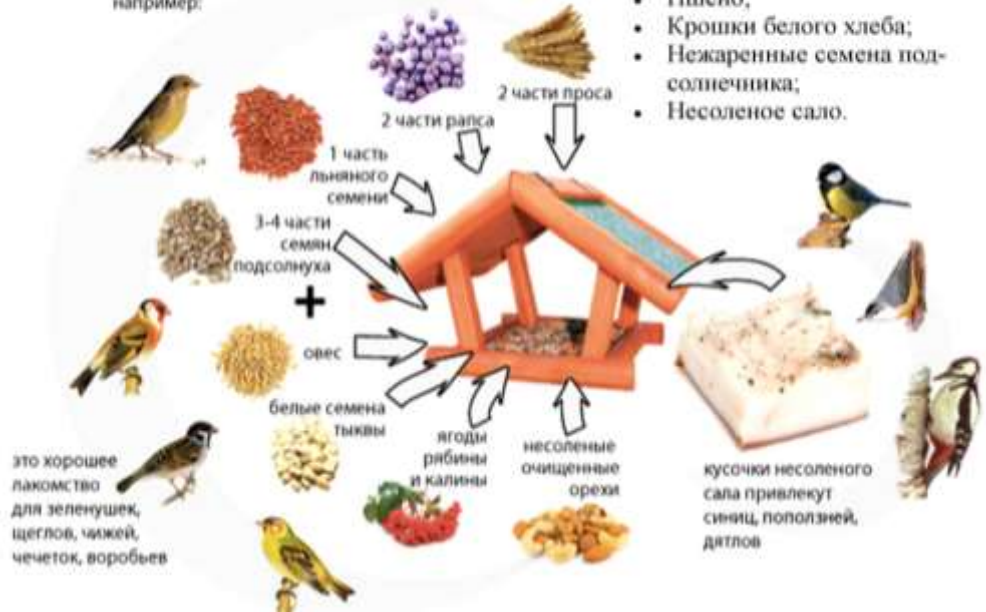 например:
• Пшено;
• Крошки белого хлеба;
• Нежаренные семена под-
солнечника;
• Несоленое сало.
2 части рапса
2 части проса
1 часть
льняного
семени
3-4 части
семян
подсолнуха
+
овес
белые семена
тыквы
ягоды
рябины
и калины
несоленые
очищенные
орехи
кусочки несоленого
сала привлекут
синиц, поползней,
дятлов
это хорошее
лакомство
для зеленушек,
щеглов, чижей,
чечеток, воробьев